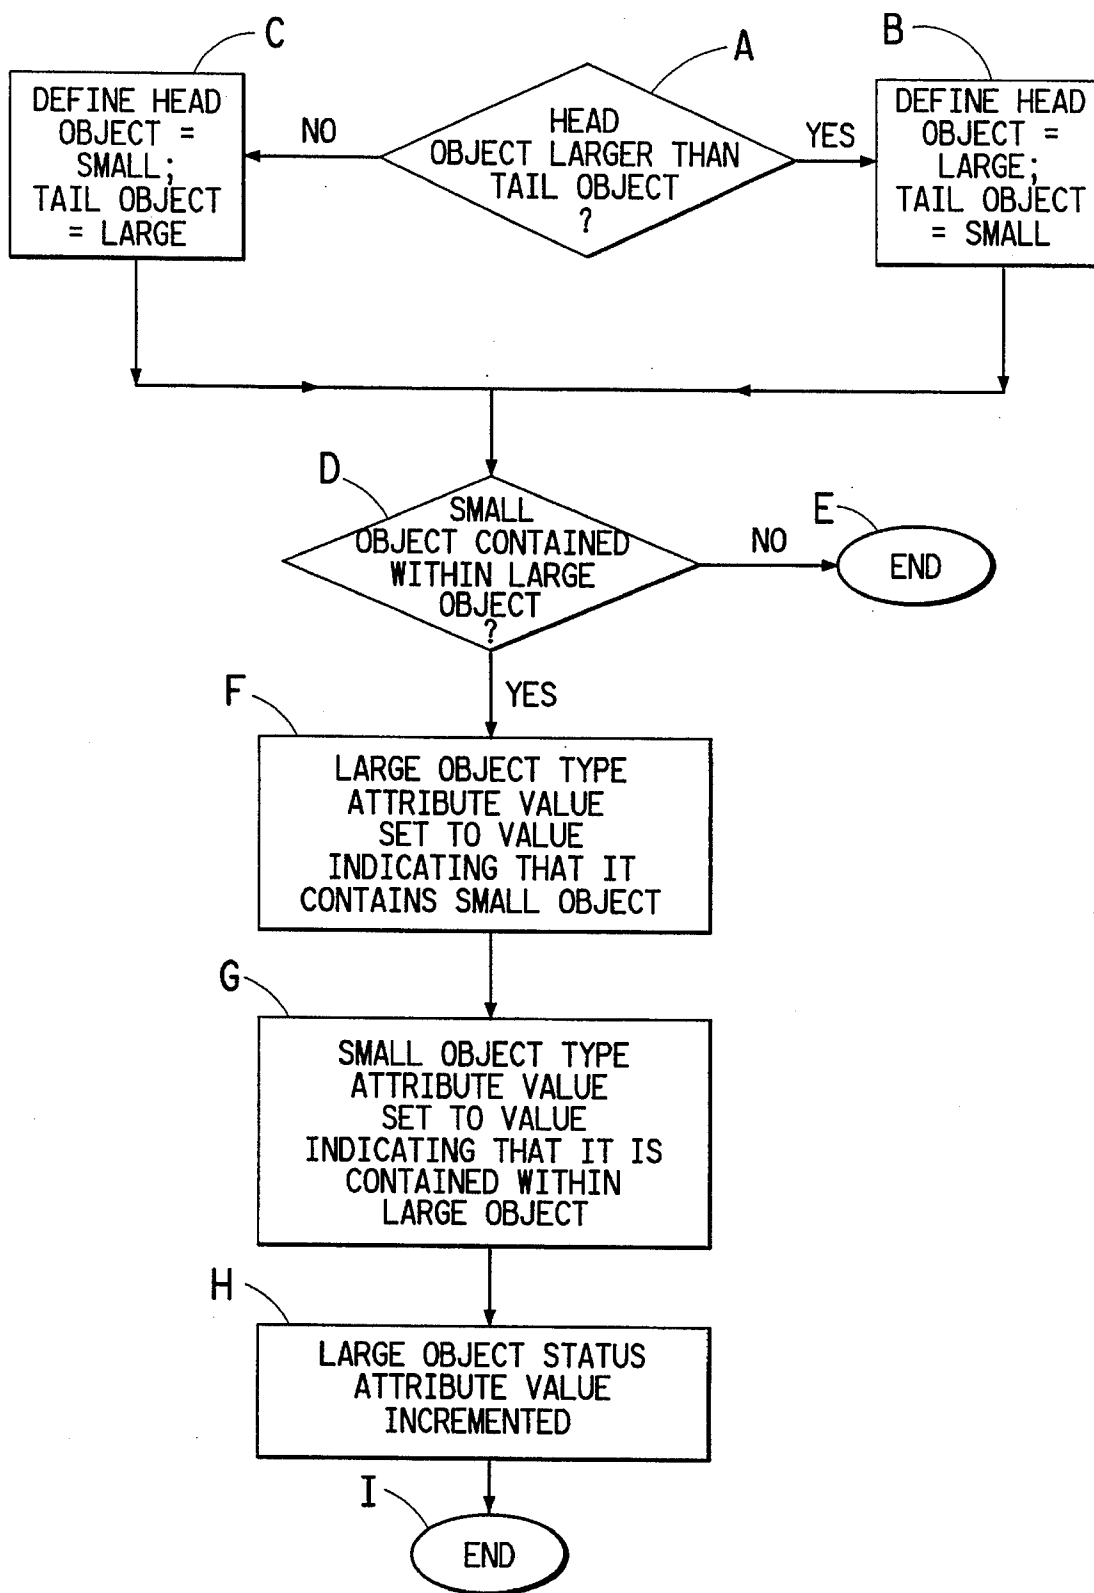 C
A
B
DEFINE HEAD
OBJECT =
SMALL;
TAIL OBJECT
= LARGE
NO
HEAD
OBJECT LARGER THAN
TAIL OBJECT
?
YES
DEFINE HEAD
OBJECT =
LARGE;
TAIL OBJECT
= SMALL
D
SMALL
OBJECT CONTAINED
WITHIN LARGE
OBJECT
?
NO
E
END
YES
F
LARGE OBJECT TYPE
ATTRIBUTE VALUE
SET TO VALUE
INDICATING THAT IT
CONTAINS SMALL OBJECT
G
SMALL OBJECT TYPE
ATTRIBUTE VALUE
SET TO VALUE
INDICATING THAT IT IS
CONTAINED WITHIN
LARGE OBJECT
H
LARGE OBJECT STATUS
ATTRIBUTE VALUE
INCREMENTED
I
END